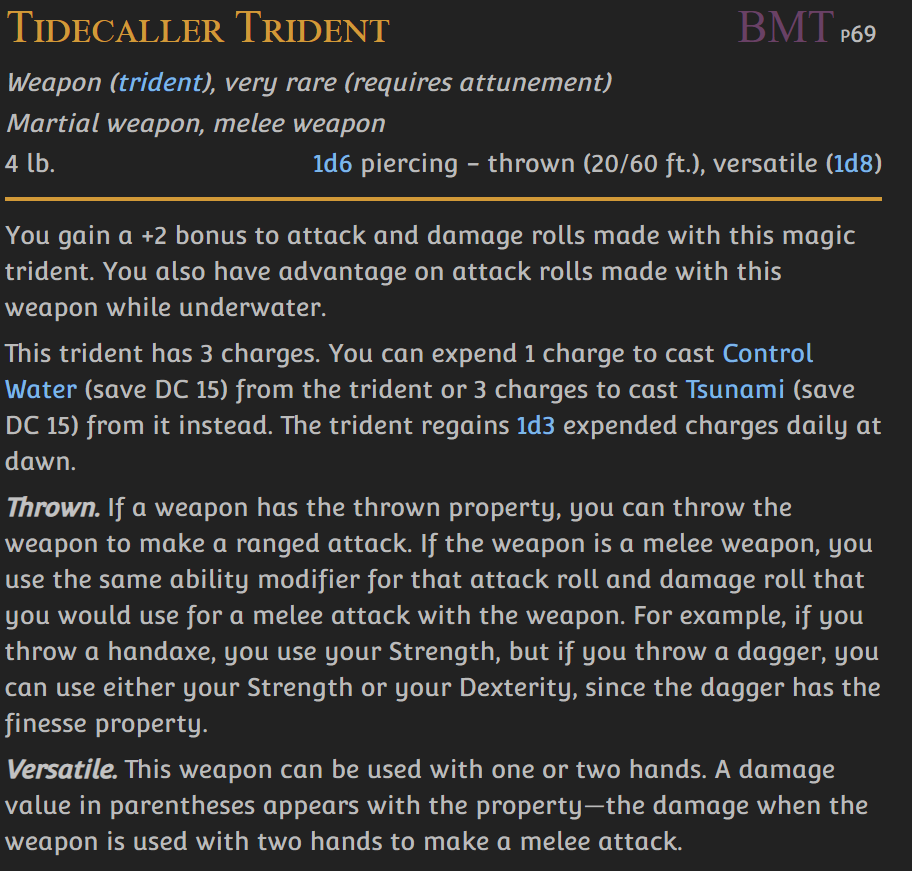 Tidecaller Trident BMT P69
Weapon (trident), very rare (requires attunement)
Martial weapon, melee weapon
4 lb. 1d6 piercing – thrown (20/60 ft.), versatile (1d8)
You gain a +2 bonus to attack and damage rolls made with this magic
trident. You also have advantage on attack rolls made with this
weapon while underwater.
This trident has 3 charges. You can expend 1 charge to cast Control
Water (save DC 15) from the trident or 3 charges to cast Tsunami (save
DC 15) from it instead. The trident regains 1d3 expended charges daily at
dawn.
Thrown. If a weapon has the thrown property, you can throw the
weapon to make a ranged attack. If the weapon is a melee weapon, you
use the same ability modifier for that attack roll and damage roll that
you would use for a melee attack with the weapon. For example, if you
throw a handaxe, you use your Strength, but if you throw a dagger, you
can use either your Strength or your Dexterity, since the dagger has the
finesse property.
Versatile. This weapon can be used with one or two hands. A damage
value in parentheses appears with the property—the damage when the
weapon is used with two hands to make a melee attack.